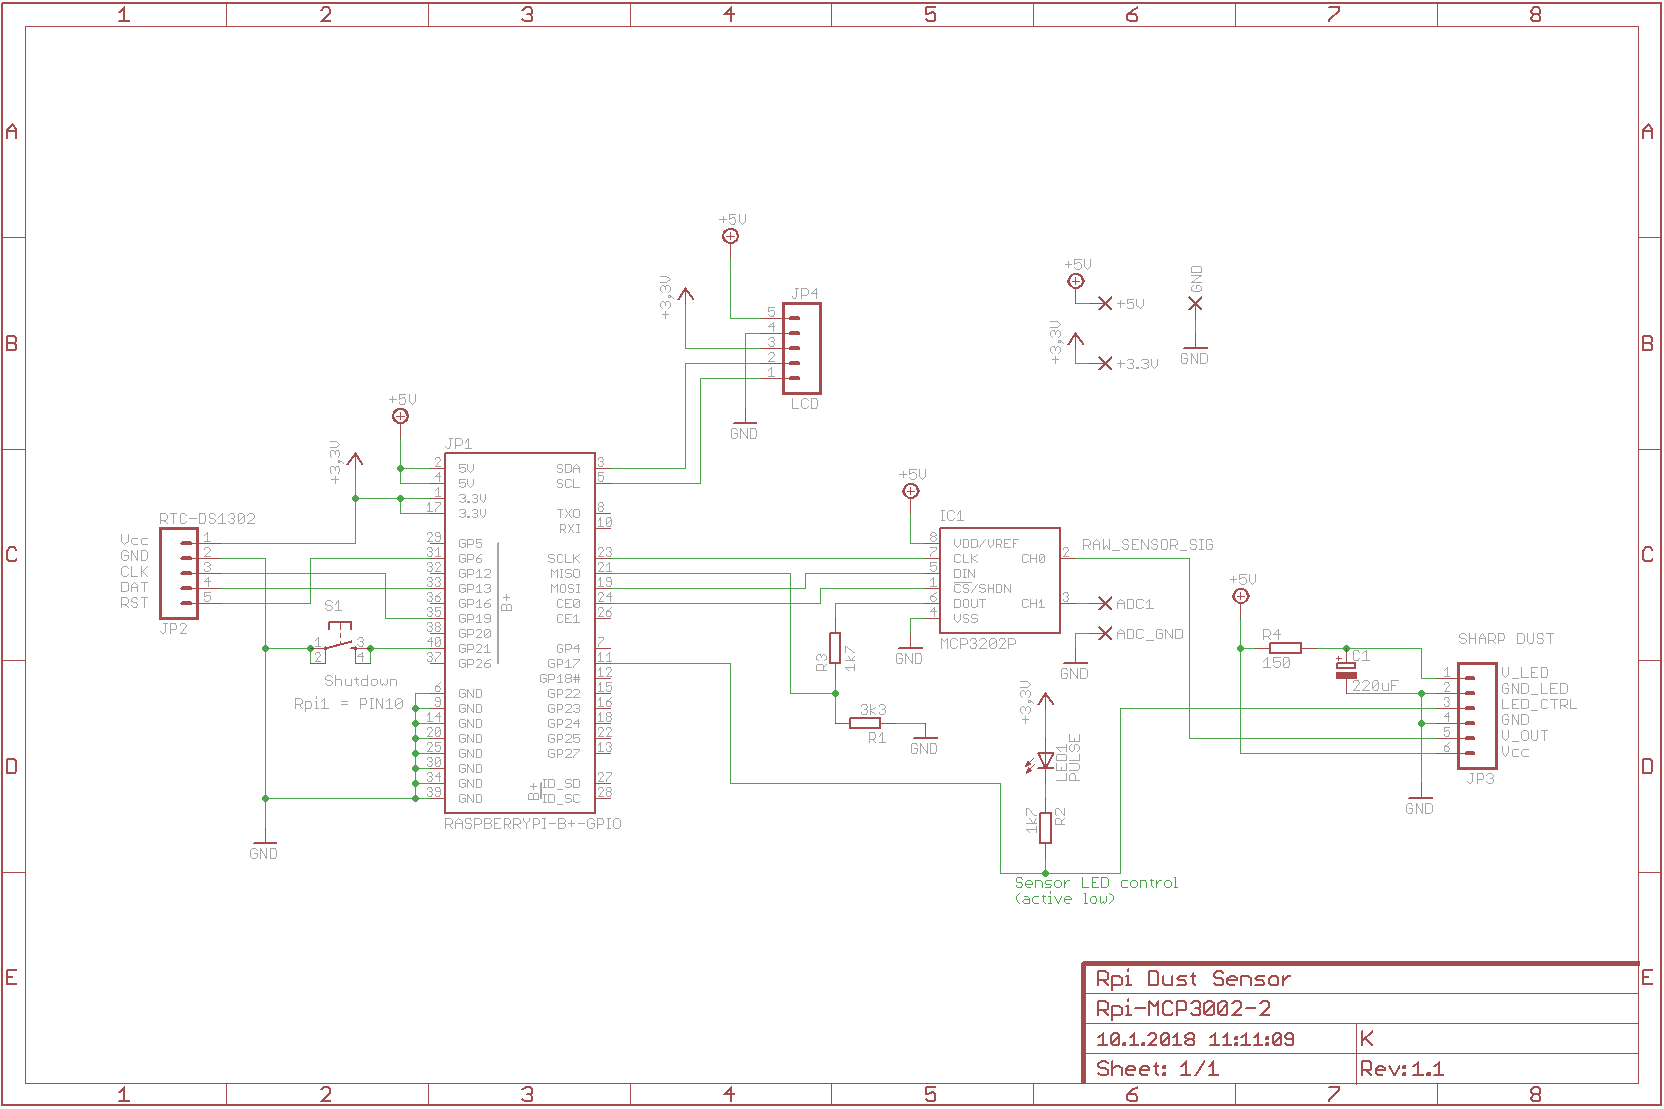 1 2 3 4 5 6 7 8
A A
+5V
+3,3V
JP4
5
4
3
2
1
LCD
GND
+5V
+5V
+3,3V
+3.3V
GND
GND
B B
+5V
+3,3V
JP1
2 5V
4 5V
1 3.3V
17 3.3V
29 GP5
31 GP6
32 GP12
33 GP13
36 GP16
35 GP19
38 GP20
40 GP21
37 GP26
6 GND
9 GND
14 GND
20 GND
25 GND
30 GND
34 GND
39 GND
B+
B+
SDA 3
SCL 5
TXO 8
RXI 10
SCLK 23
MISO 21
MOSI 19
CE0 24
CE1 26
GP4 7
GP17 11
GP18# 12
GP22 15
GP23 16
GP24 18
GP25 22
GP27 13
ID_SD 27
ID_SC 28
RASPBERRYPI-B+-GPIO
RTC-DS1302
Vcc 1
GND 2
CLK 3
DAT 4
RST 5
JP2
C C
S1
1 3
2 4
Shutdown
Rpi1 = PIN10
GND
+5V
IC1
8 VDD/VREF
7 CLK
5 DIN
1 CS/SHDN
6 DOUT
4 VSS
CH0 2
CH1 3
MCP3202P
RAW_SENSOR_SIG
ADC1
ADC_GND
GND
GND
R3
1k7
3k3
R1
GND
+3,3V
LED1
PULSE
1k7
R2
Sensor LED control
(active low)
+5V
R4
150
+
C1
220uF
SHARP DUST
1 V_LED
2 GND_LED
3 LED_CTRL
4 GND
5 V_OUT
6 Vcc
JP3
GND
D D
E E
Rpi Dust Sensor
Rpi-MCP3002-2
10.1.2018 11:11:09 K
Sheet: 1/1 Rev:1.1
1 2 3 4 5 6 7 8